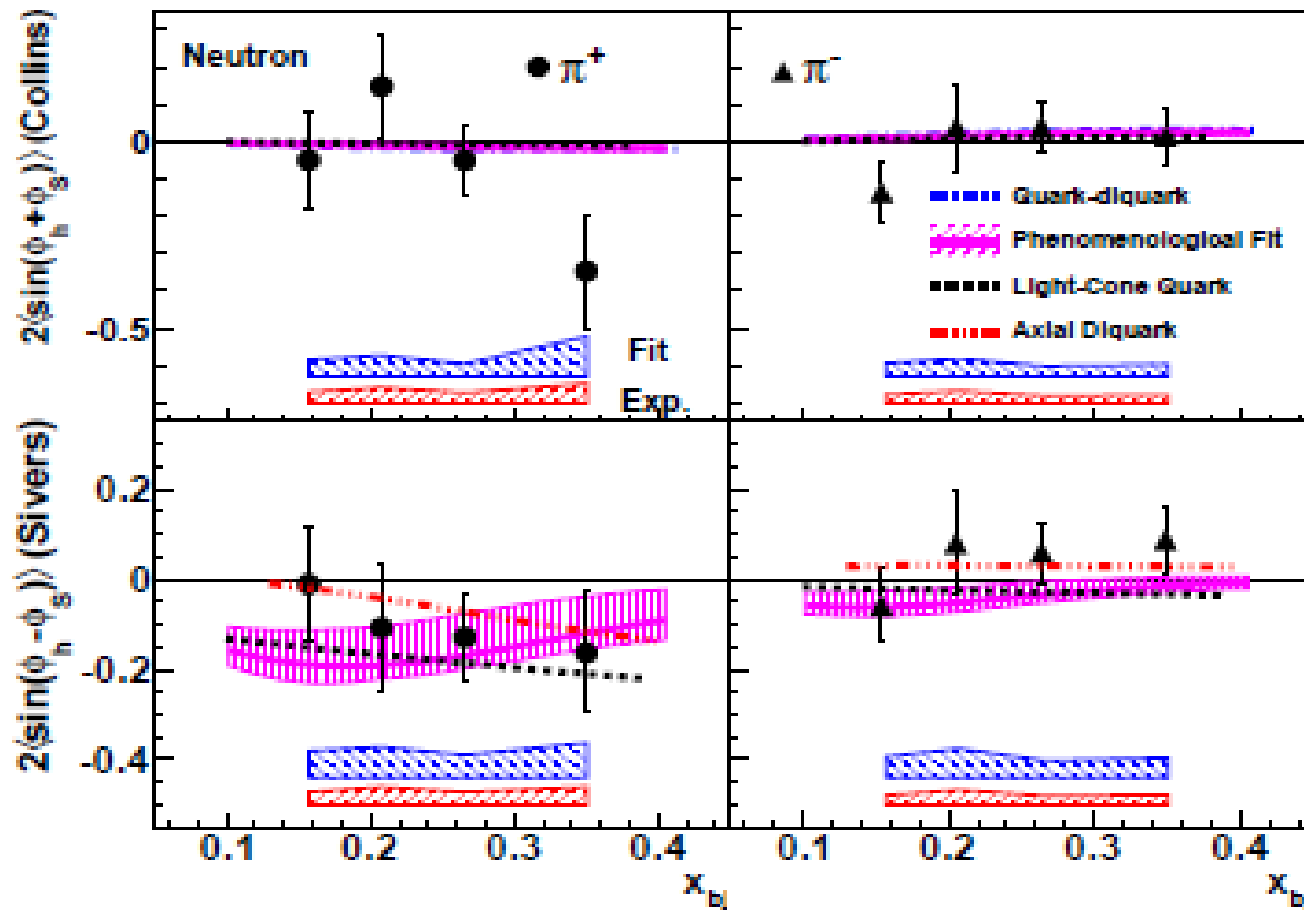 2⟨sin(ϕh+ϕS)⟩ (Collins)
Neutron
π+
π-
0
-0.5
Quark-diquark
Phenomenological Fit
Light-Cone Quark
Axial Diquark
Fit
Exp.
2⟨sin(ϕh-ϕS)⟩ (Sivers)
0.2
0
-0.2
-0.4
0.1 0.2 0.3 0.4
0.1 0.2 0.3 0.4
xbj
xb